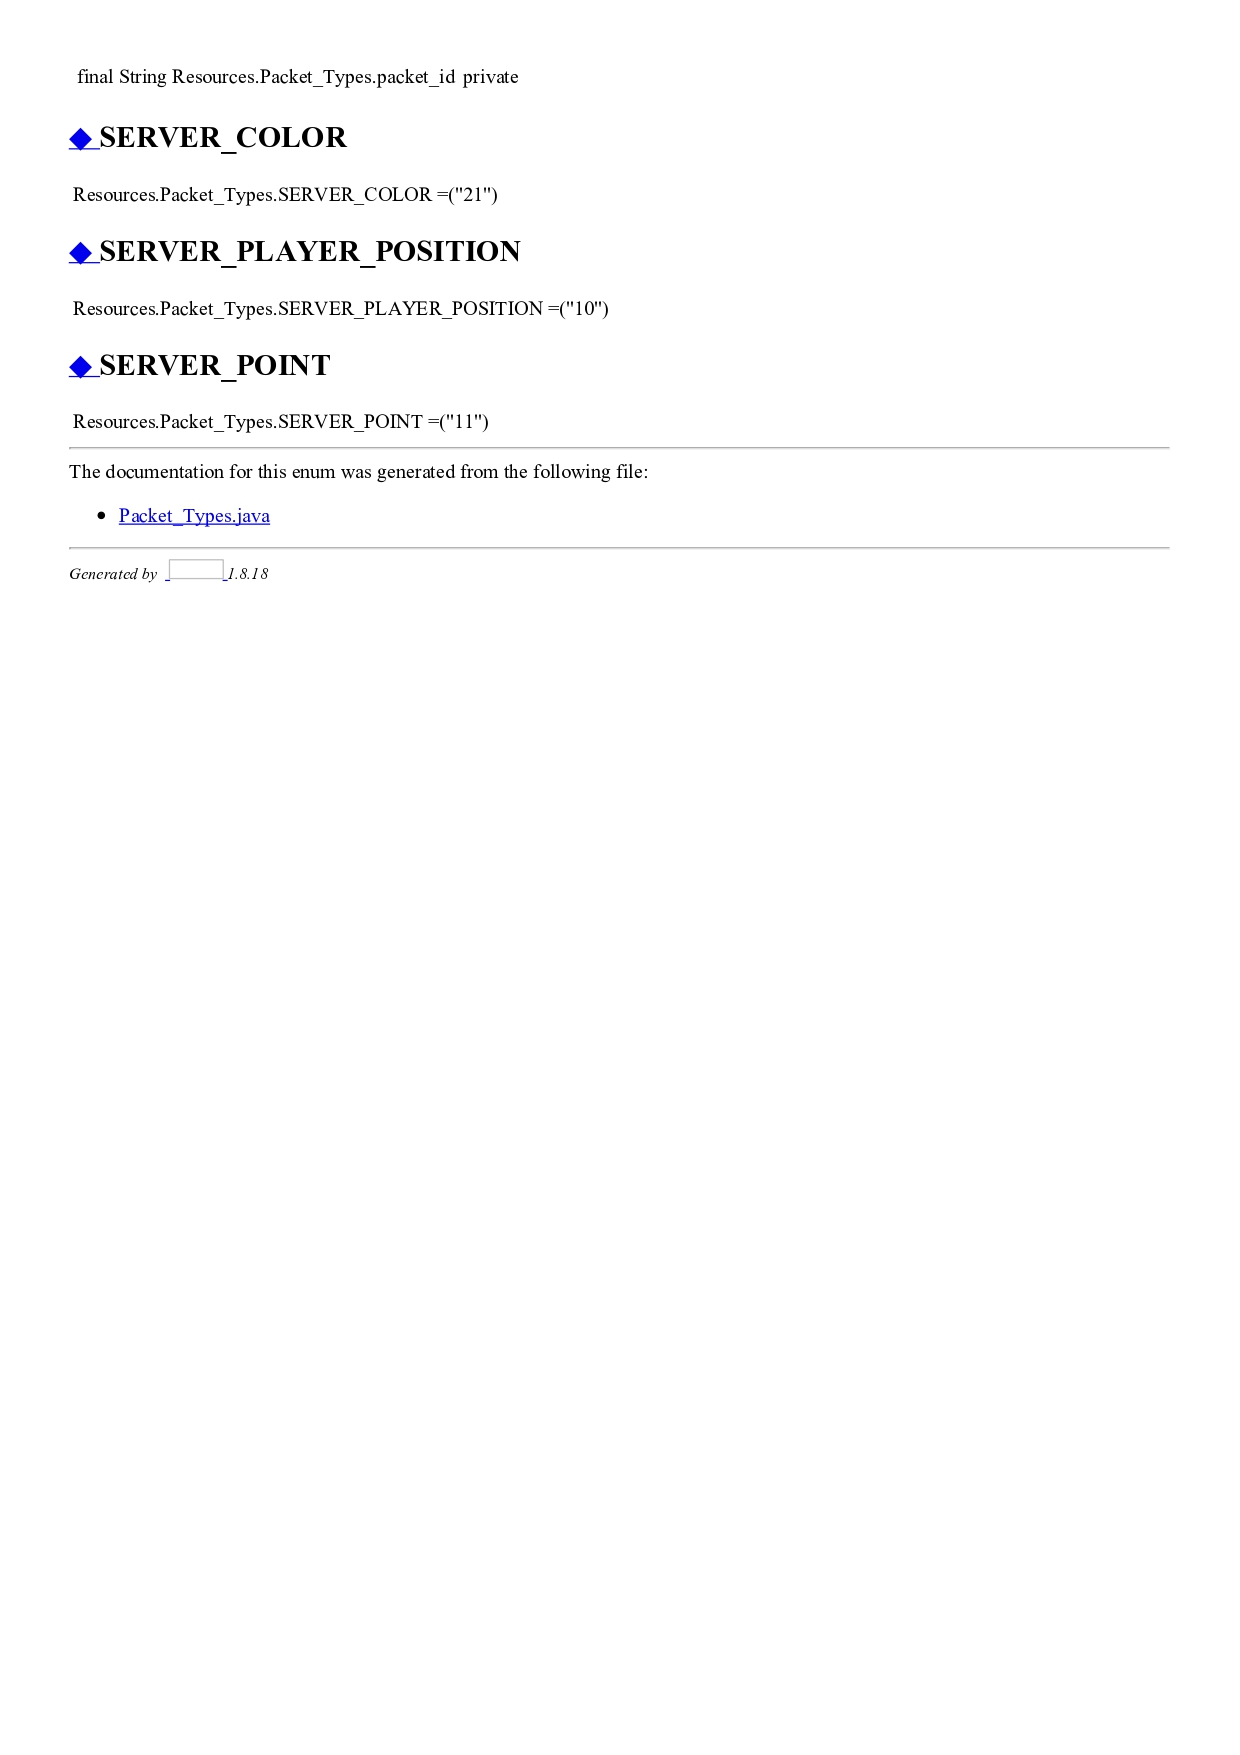 final String Resources.Packet_Types.packet_id private
◆ SERVER_COLOR
Resources.Packet_Types.SERVER_COLOR =("21")
◆ SERVER_PLAYER_POSITION
Resources.Packet_Types.SERVER_PLAYER_POSITION =("10")
◆ SERVER_POINT
Resources.Packet_Types.SERVER_POINT =("11")
The documentation for this enum was generated from the following file:
• Packet_Types.java
Generated by 1.8.18